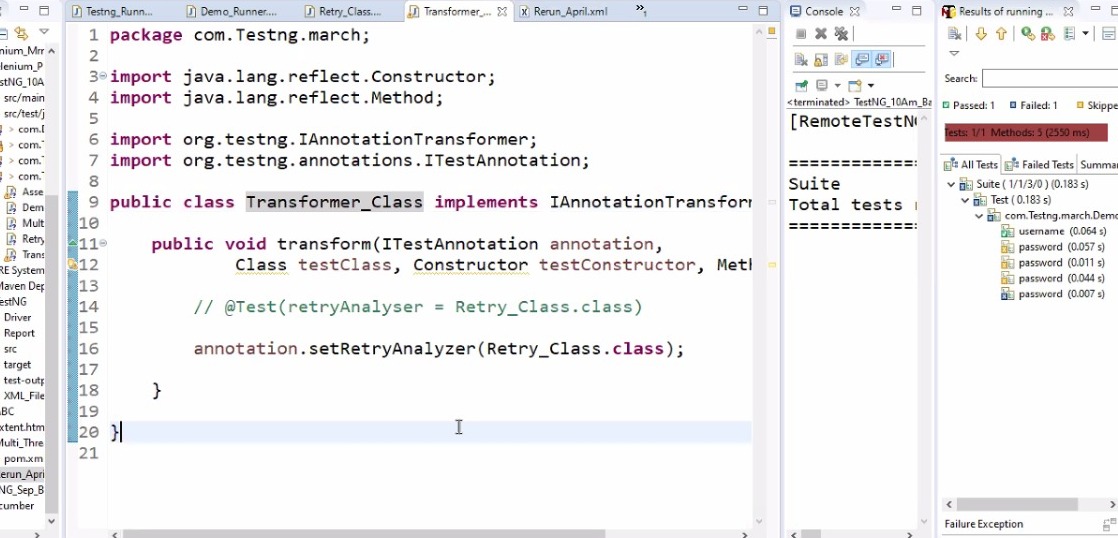 Testng_Runn...
Demo_Runner....
Retry_Class....
Transformer_...
Rerun_April.xml
»1
Console
Results of running ...
nium_Mrr
elenium_P
stNG_10A
src/main
src/test/j
> com.
> com.
> com.
> com.
Asse
Dem
Mult
Retry
Trans
RE System
Maven Dep
estNG
Driver
Report
src
target
test-outp
XML_File
BC
xtent.htm
Multi_Thre
pom.xm
erun_Apri
NG_Sep_B
cumber
1 package com.Testng.march;
2
3 import java.lang.reflect.Constructor;
4 import java.lang.reflect.Method;
5
6 import org.testng.IAnnotationTransformer;
7 import org.testng.annotations.ITestAnnotation;
8
9 public class Transformer_Class implements IAnnotationTransforn
10
11 public void transform(ITestAnnotation annotation,
12 Class testClass, Constructor testConstructor, Meth
13
14 // @Test(retryAnalyser = Retry_Class.class)
15
16 annotation.setRetryAnalyzer(Retry_Class.class);
17
18 }
19
20 }
21
<terminated> TestNG_10Am_Ba
[RemoteTestNG
============
Suite
Total tests
============
Search:
Passed: 1 Failed: 1 Skippe
Tests: 1/1 Methods: 5 (2550 ms)
All Tests Failed Tests Summar
Suite ( 1/1/3/0 ) (0.183 s)
Test (0.183 s)
com.Testng.march.Demo
username (0.064 s)
password (0.057 s)
password (0.011 s)
password (0.044 s)
password (0.007 s)
Failure Exception